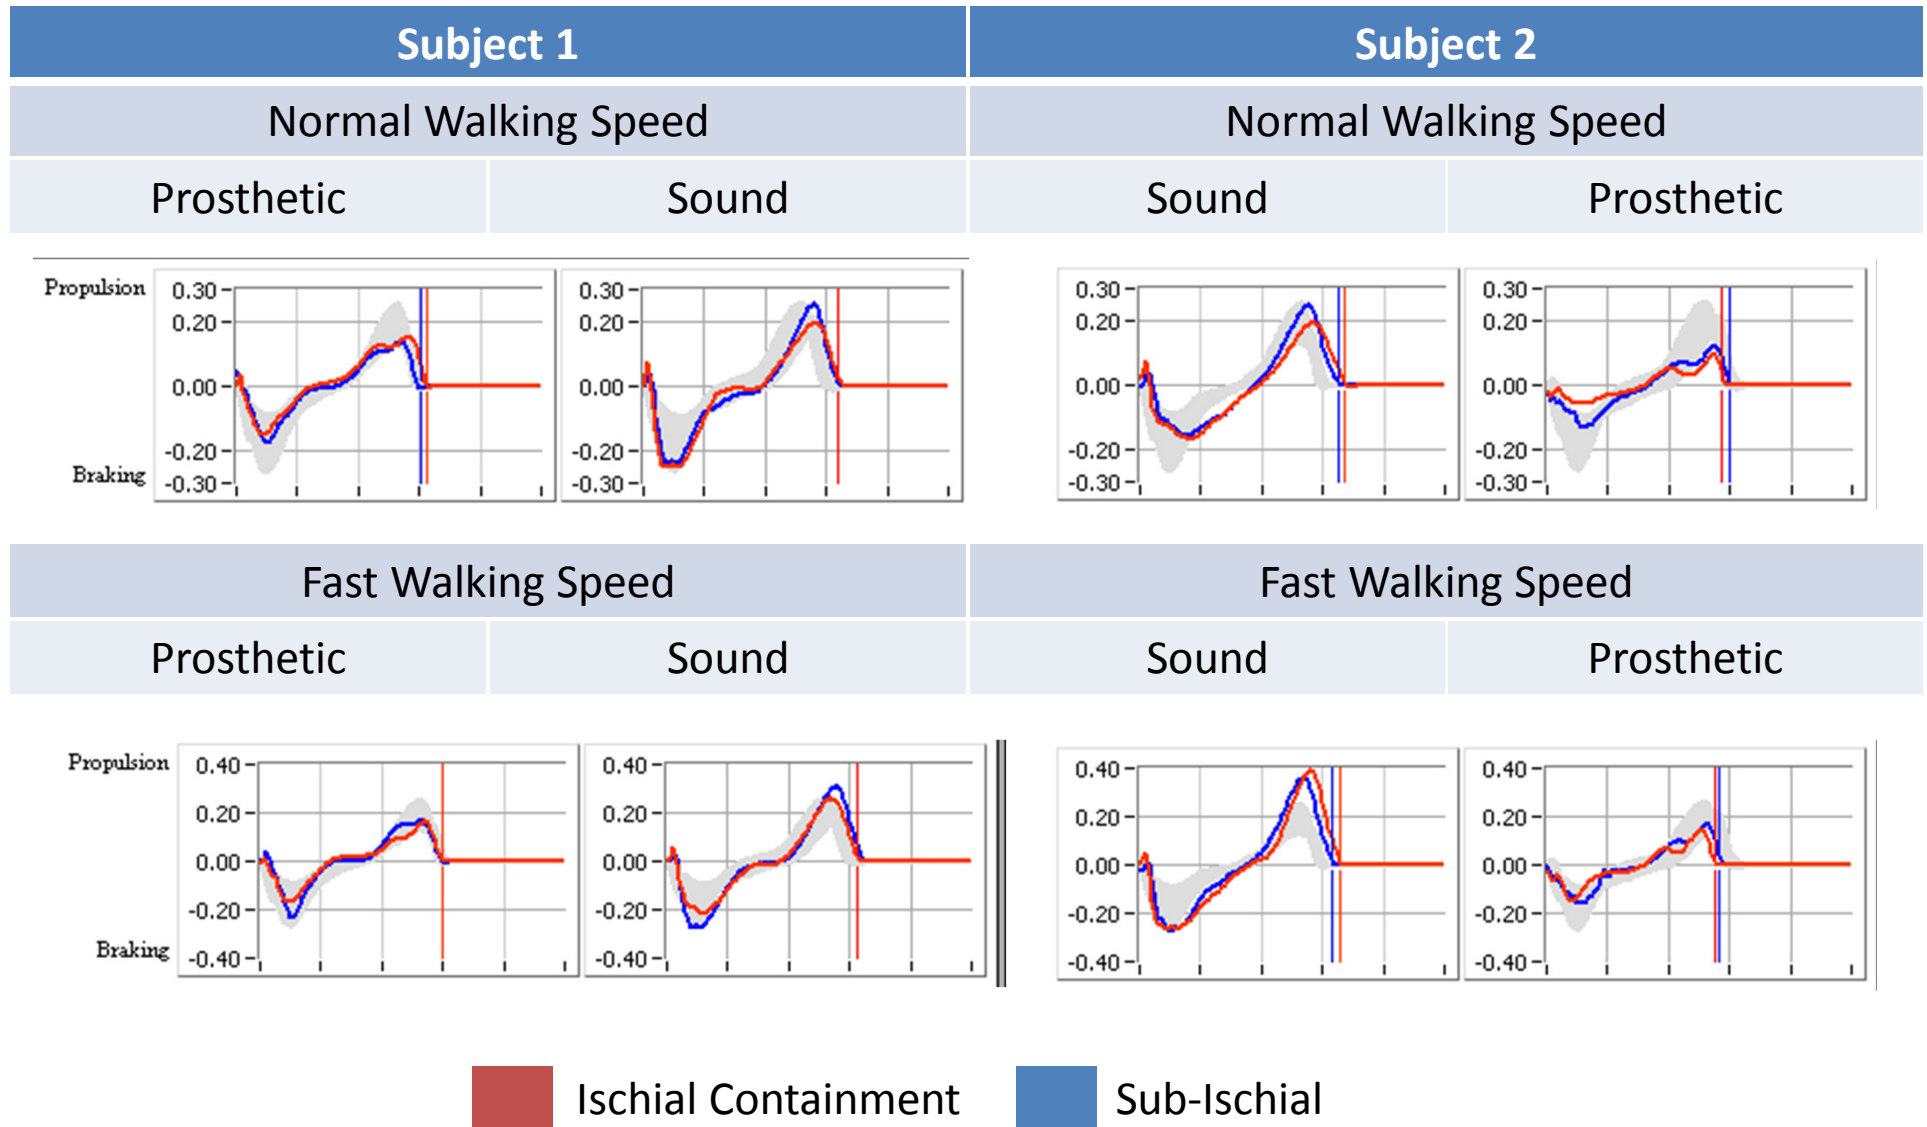 Subject 1
Subject 2
Normal Walking Speed
Normal Walking Speed
Prosthetic
Sound
Sound
Prosthetic
Propulsion
Braking
0.30
0.20
0.00
-0.20
-0.30
0.30
0.20
0.00
-0.20
-0.30
0.30
0.20
0.00
-0.20
-0.30
0.30
0.20
0.00
-0.20
-0.30
Fast Walking Speed
Fast Walking Speed
Prosthetic
Sound
Sound
Prosthetic
Propulsion
Braking
0.40
0.20
0.00
-0.20
-0.40
0.40
0.20
0.00
-0.20
-0.40
0.40
0.20
0.00
-0.20
-0.40
0.40
0.20
0.00
-0.20
-0.40
Ischial Containment
Sub-Ischial